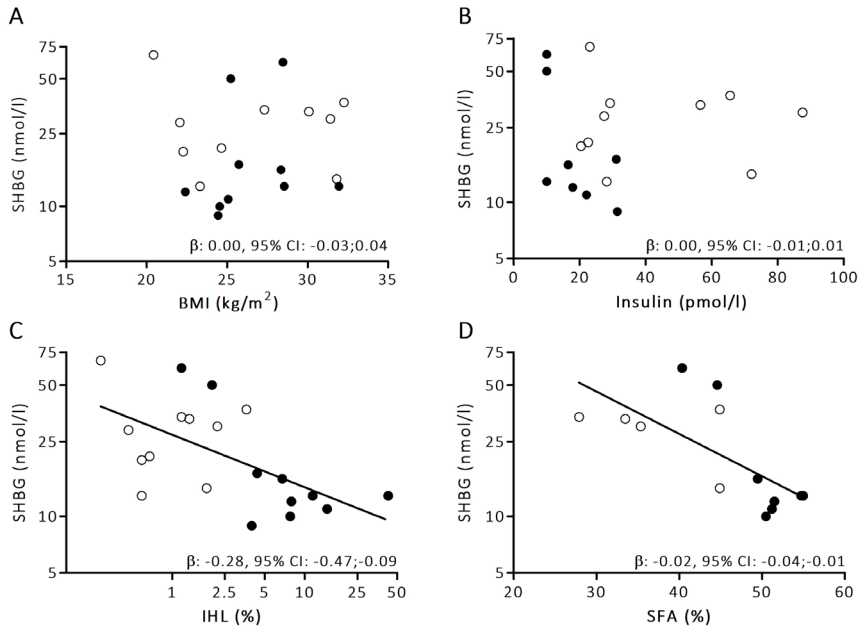 A
75
50
25
10
5
SHBG (nmol/l)
β: 0.00, 95% CI: -0.03;0.04
15 20 25 30 35
BMI (kg/m²)
B
75
50
25
10
5
SHBG (nmol/l)
β: 0.00, 95% CI: -0.01;0.01
0 20 40 60 80 100
Insulin (pmol/l)
C
75
50
25
10
5
SHBG (nmol/l)
β: -0.28, 95% CI: -0.47;-0.09
1 2.5 5 10 25 50
IHL (%)
D
75
50
25
10
5
SHBG (nmol/l)
β: -0.02, 95% CI: -0.04;-0.01
20 30 40 50 60
SFA (%)